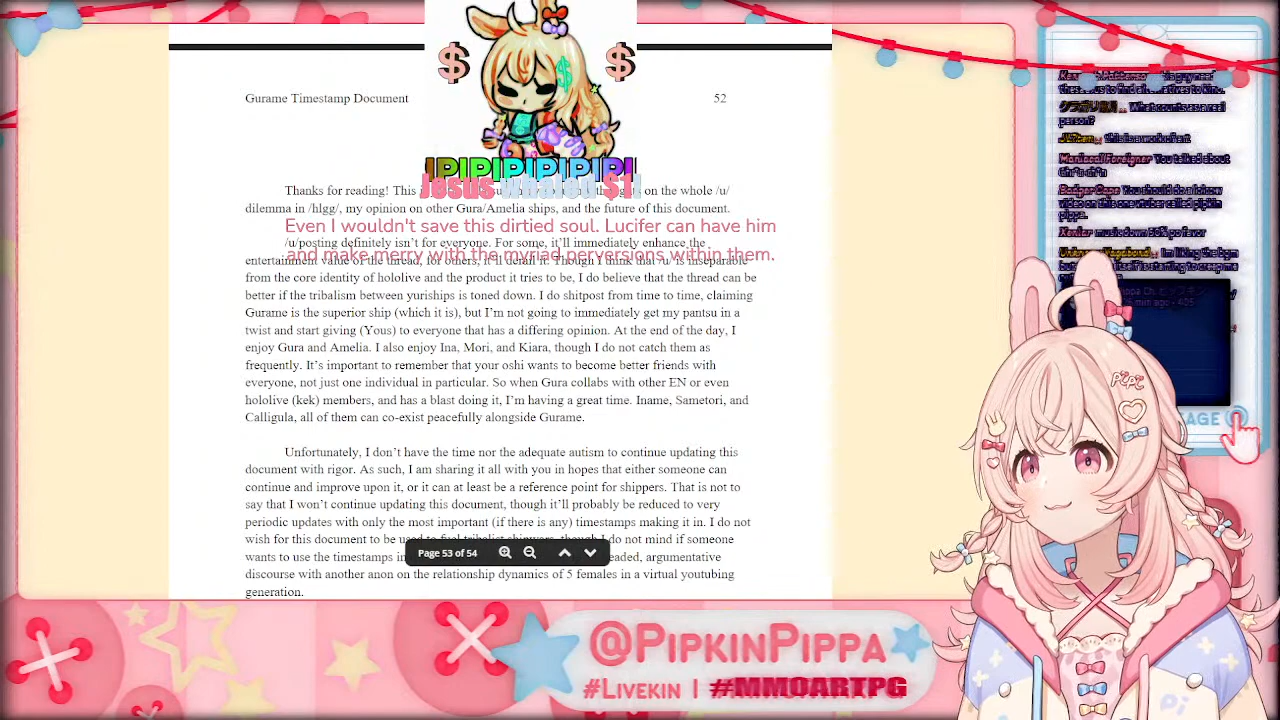 Gurame Timestamp Document 52
PIPIPIPIPIPI
Jesus $1
Thanks for reading! This on the whole /u/
dilemma in /hlgg/, my opinion on other Gura/Amelia ships, and the future of this document.
Even I wouldn't save this dirtied soul. Lucifer can have him
and make merry with the myriad perversions within them.
/u/posting definitely isn't for everyone. For some, it'll immediately enhance the
entertainment value of the thread, for others, it'll derail it. Though I think that /u/ is inseparable
from the core identity of hololive and the product it tries to be, I do believe that the thread can be
better if the tribalism between yuriships is toned down. I do shitpost from time to time, claiming
Gurame is the superior ship (which it is), but I'm not going to immediately get my pantsu in a
twist and start giving (Yous) to everyone that has a differing opinion. At the end of the day, I
enjoy Gura and Amelia. I also enjoy Ina, Mori, and Kiara, though I do not catch them as
frequently. It's important to remember that your oshi wants to become better friends with
everyone, not just one individual in particular. So when Gura collabs with other EN or even
hololive (kek) members, and has a blast doing it, I'm having a great time. Iname, Sametori, and
Calligula, all of them can co-exist peacefully alongside Gurame.
Unfortunately, I don't have the time nor the adequate autism to continue updating this
document with rigor. As such, I am sharing it all with you in hopes that either someone can
continue and improve upon it, or it can at least be a reference point for shippers. That is not to
say that I won't continue updating this document, though it'll probably be reduced to very
periodic updates with only the most important (if there is any) timestamps making it in. I do not
wish for this document to be used to fuel tribalist shipwars, though I do not mind if someone
wants to use the timestamps in headed, argumentative
Page 53 of 54
discourse with another anon on the relationship dynamics of 5 females in a virtual youtubing
generation.
What counts as a real
person?
You talked about
pippa.
music down 50% por favor
PiPi
@PIPKINPIPPA
#LIVEKIN | #MMOARTPG